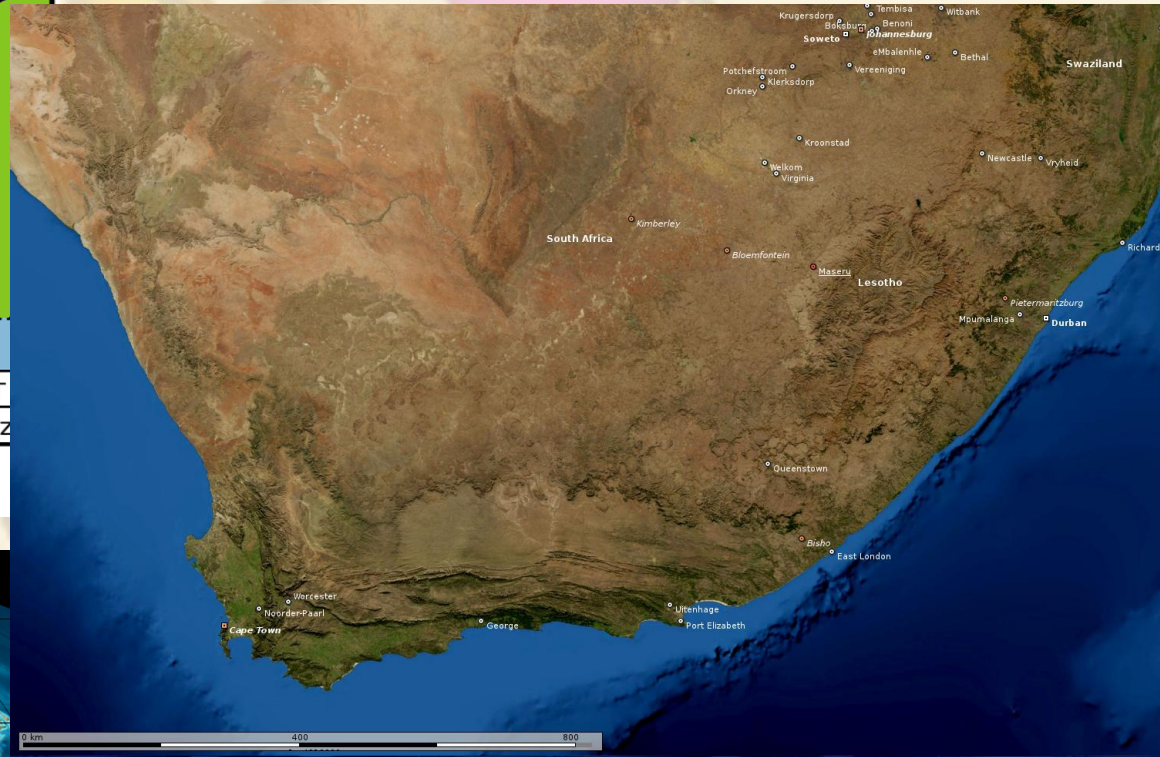 Tembisa
Witbank
Krugersdorp
Boksburg
Benoni
Johannesburg
Soweto
eMbalenhle
Bethal
Swaziland
Potchefstroom
Vereeniging
Klerksdorp
Orkney
Kroonstad
Newcastle
Vryheid
Welkom
Virginia
Kimberley
South Africa
Bloemfontein
Richard
Maseru
Lesotho
Pietermaritzburg
Mpumalanga
Durban
Z
Queenstown
Bisho
East London
Worcester
Noorder-Paarl
Uitenhage
Cape Town
George
Port Elizabeth
0 km 400 800